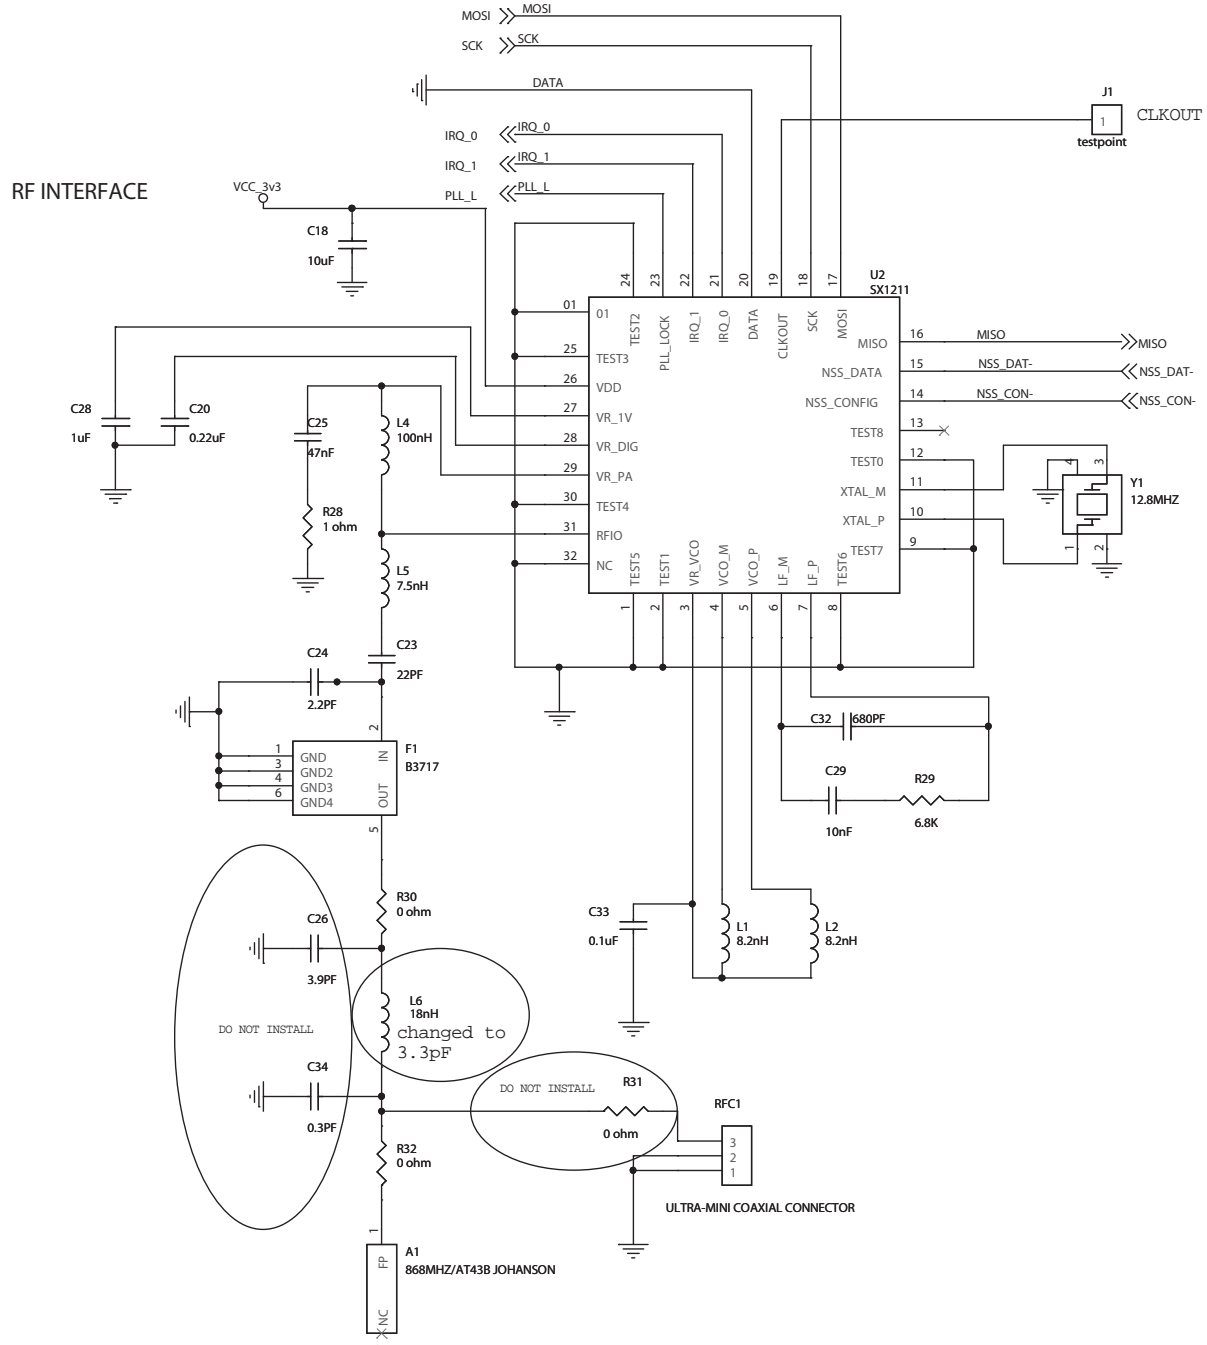 MOSI MOSI
SCK SCK
DATA
J1
1
CLKOUT
testpoint
IRQ_0 IRQ_0
IRQ_1 IRQ_1
PLL_L PLL_L
RF INTERFACE
VCC_3v3
C18
10uF
U2
SX1211
24 23 22 21 20 19 18 17
TEST2 PLL_LOCK IRQ_1 IRQ_0 DATA CLKOUT SCK MOSI
01 01
25 TEST3
26 VDD
27 VR_1V
28 VR_DIG
29 VR_PA
30 TEST4
31 RFIO
32 NC
MISO 16 MISO MISO
NSS_DATA 15 NSS_DAT- NSS_DAT-
NSS_CONFIG 14 NSS_CON- NSS_CON-
TEST8 13
TEST0 12
XTAL_M 11
XTAL_P 10
TEST7 9
TEST5 TEST1 VR_VCO VCO_M VCO_P LF_M LF_P TEST6
1 2 3 4 5 6 7 8
4 3
Y1
12.8MHZ
1 2
C28
1uF
C20
0.22uF
C25
47nF
L4
100nH
R28
1 ohm
L5
7.5nH
C24
2.2PF
C23
22PF
2
F1
B3717
1 GND
3 GND2
4 GND3
6 GND4
IN
OUT
5
C32 680PF
C29
10nF
R29
6.8K
R30
0 ohm
C26
3.9PF
C33
0.1uF
L1
8.2nH
L2
8.2nH
DO NOT INSTALL
L6
18nH
changed to
3.3pF
C34
0.3PF
DO NOT INSTALL
R31
0 ohm
RFC1
3
2
1
ULTRA-MINI COAXIAL CONNECTOR
R32
0 ohm
1
FP
NC
A1
868MHZ/AT43B JOHANSON